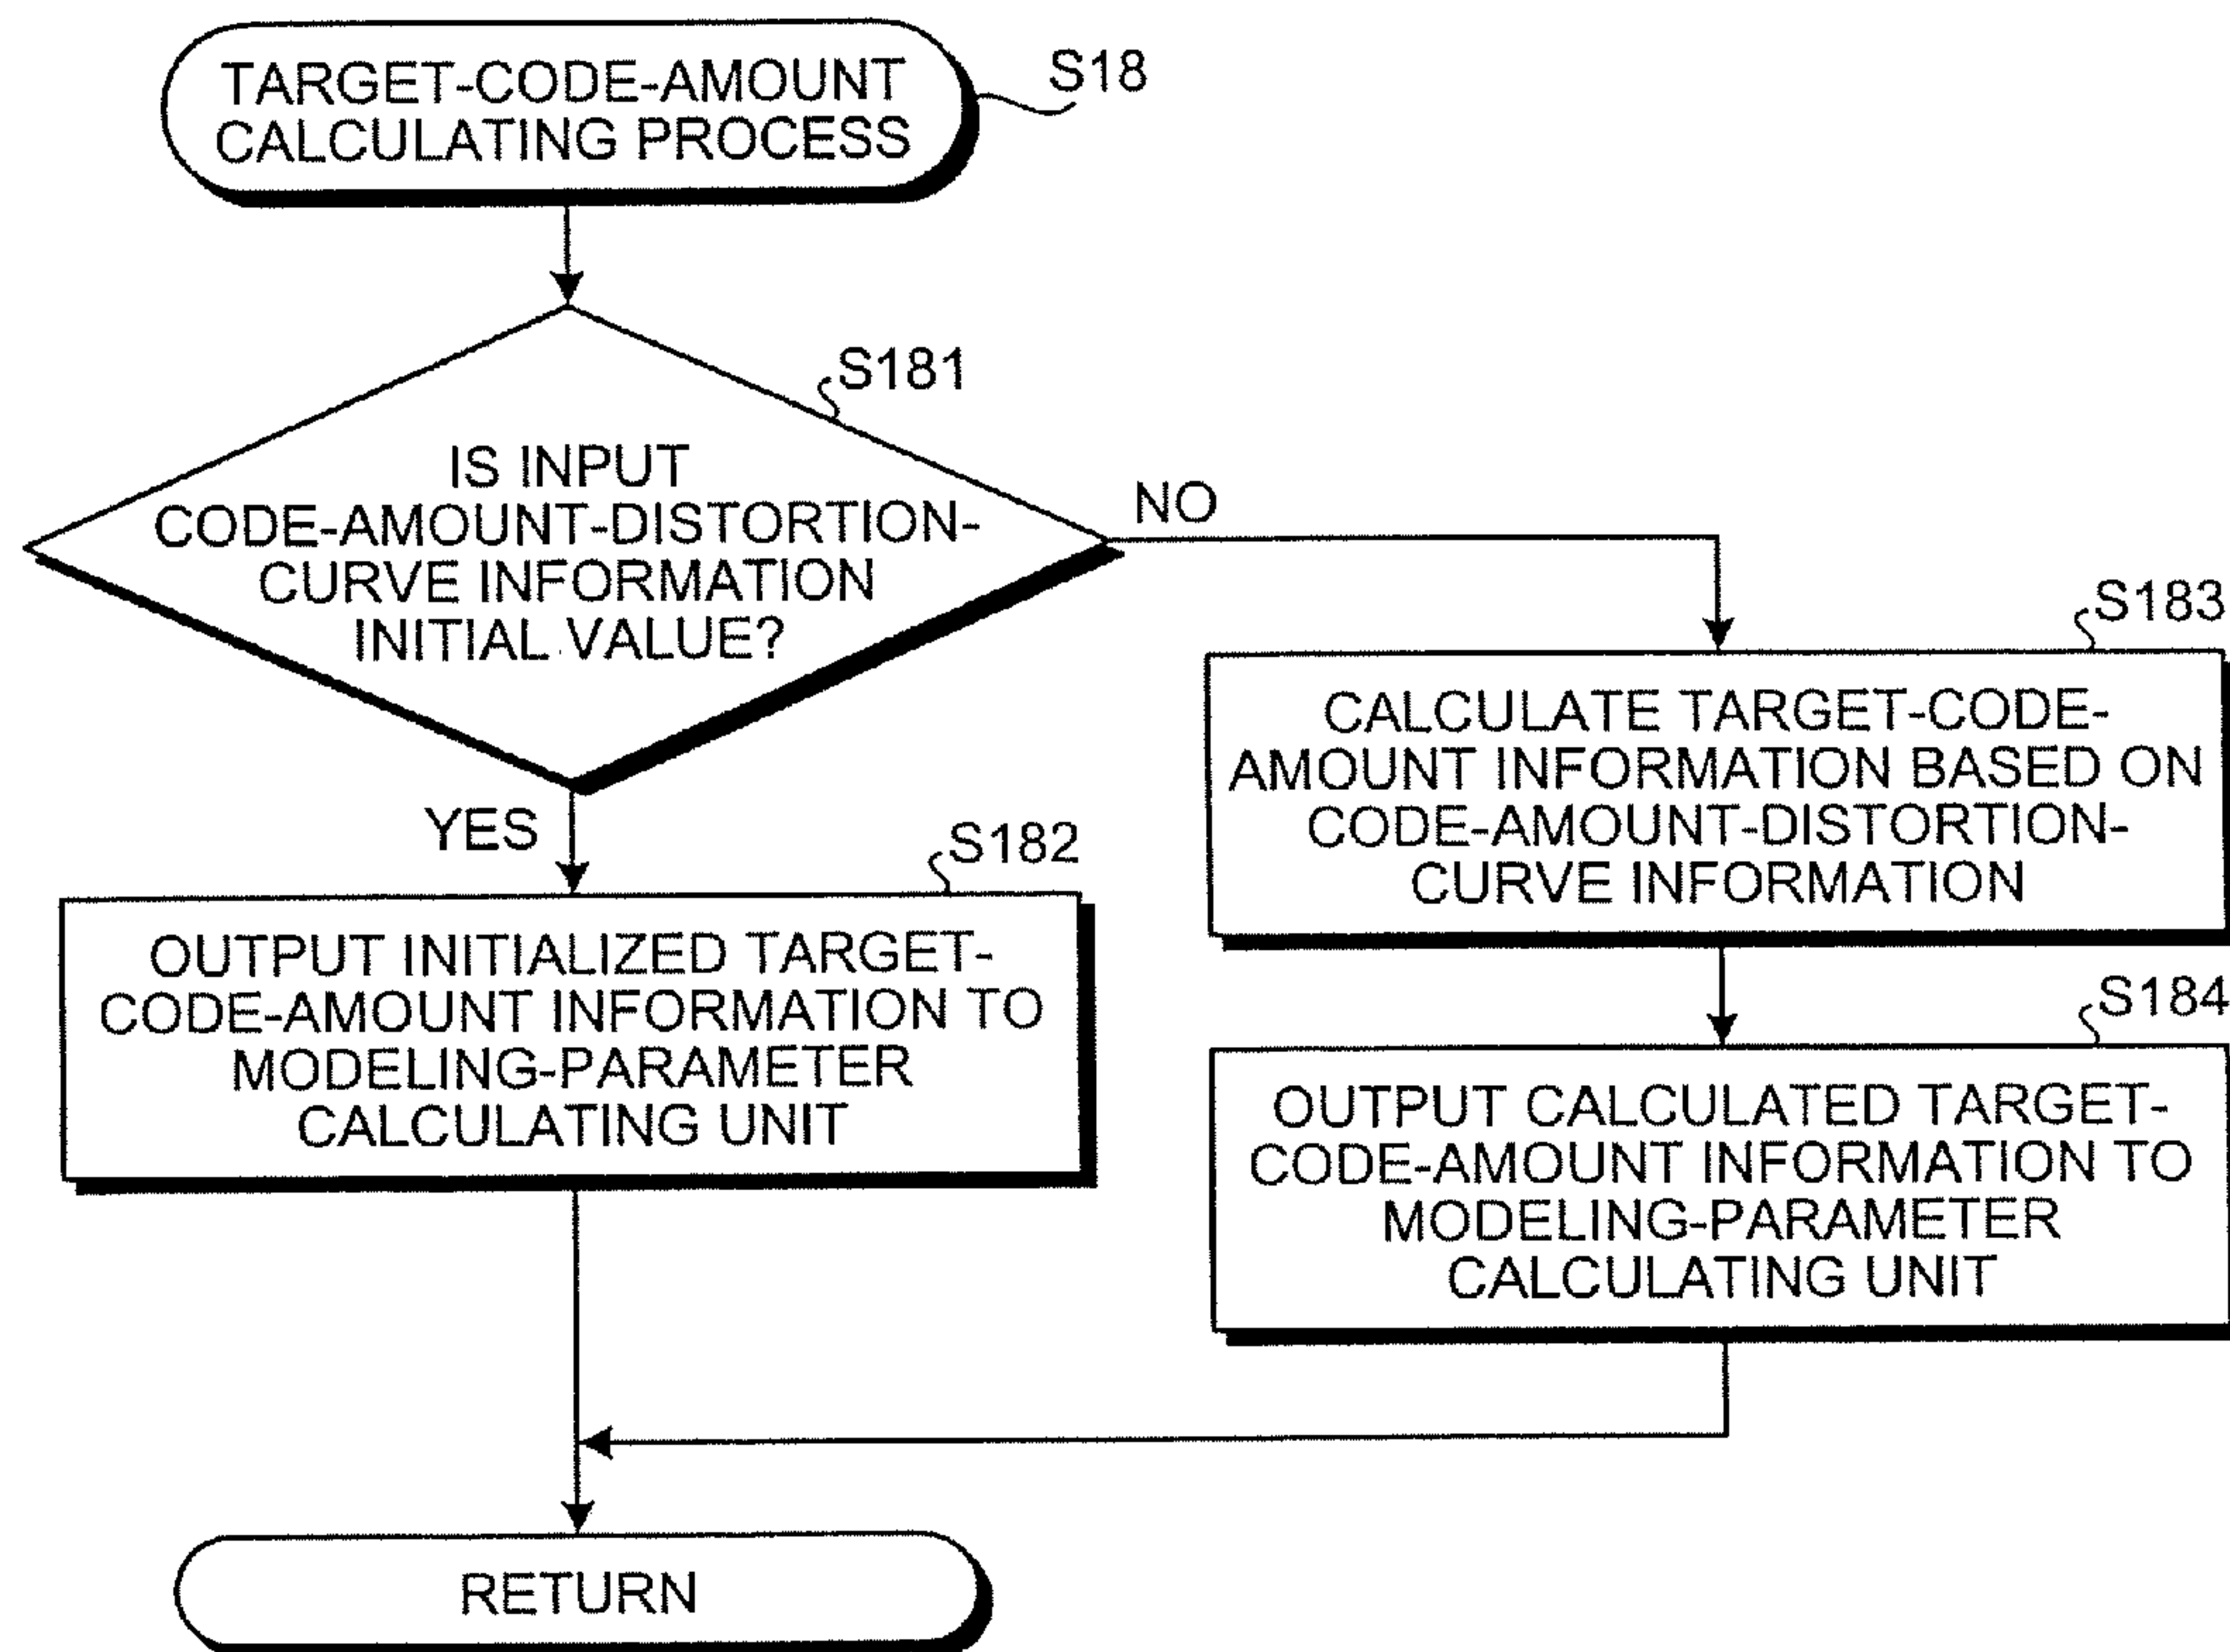 TARGET-CODE-AMOUNT
CALCULATING PROCESS
S18
S181
IS INPUT
CODE-AMOUNT-DISTORTION-
CURVE INFORMATION
INITIAL VALUE?
NO
YES
S182
OUTPUT INITIALIZED TARGET-
CODE-AMOUNT INFORMATION TO
MODELING-PARAMETER
CALCULATING UNIT
S183
CALCULATE TARGET-CODE-
AMOUNT INFORMATION BASED ON
CODE-AMOUNT-DISTORTION-
CURVE INFORMATION
S184
OUTPUT CALCULATED TARGET-
CODE-AMOUNT INFORMATION TO
MODELING-PARAMETER
CALCULATING UNIT
RETURN